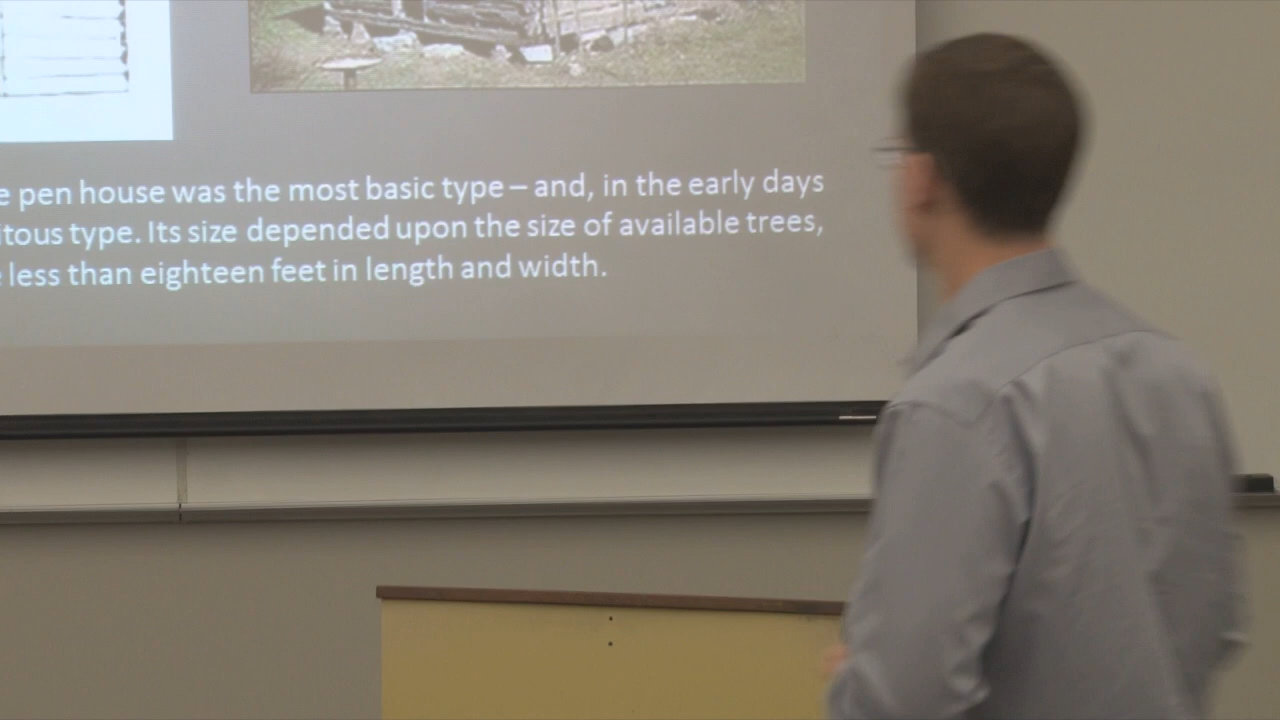 pen house was the most basic type – and, in the early days
type. Its size depended upon the size of available trees,
less than eighteen feet in length and width.